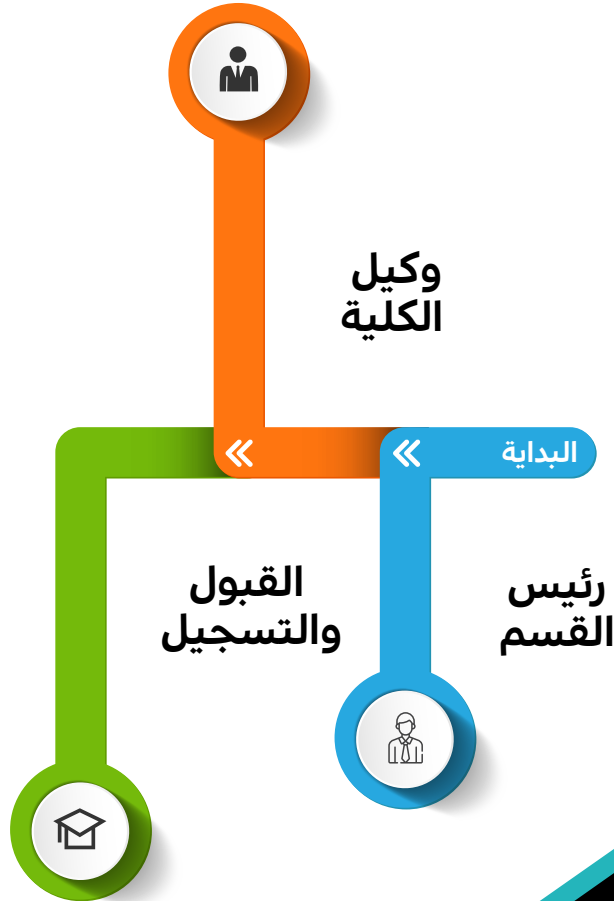 البداية
رئيس
القسم
وكيل
الكلية
القبول
والتسجيل